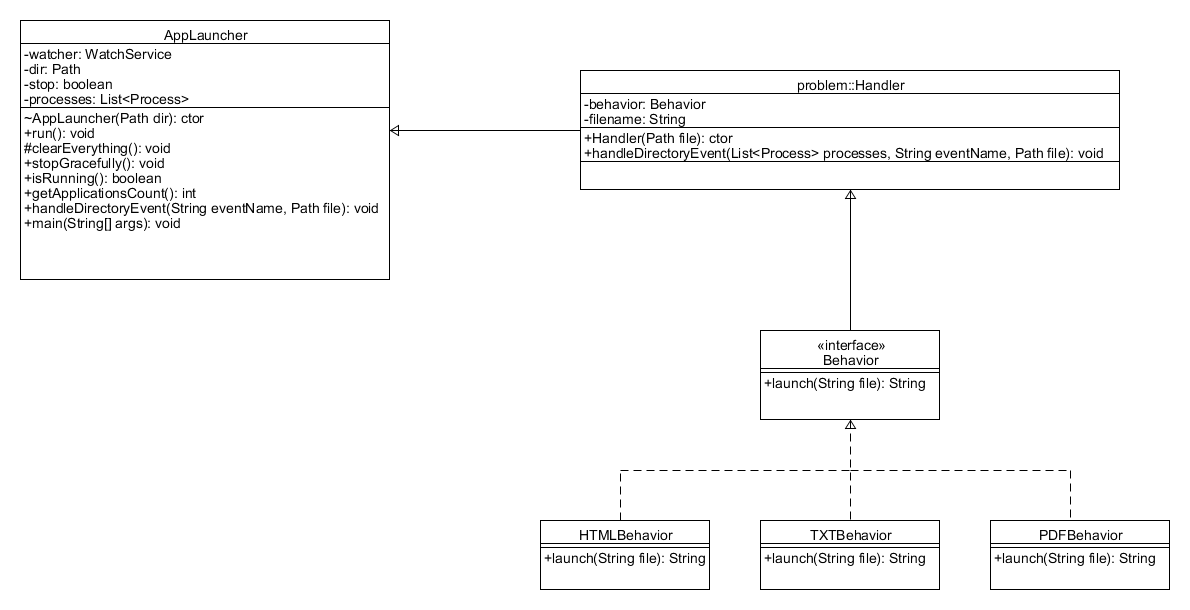 AppLauncher
-watcher: WatchService
-dir: Path
-stop: boolean
-processes: List<Process>
~AppLauncher(Path dir): ctor
+run(): void
#clearEverything(): void
+stopGracefully(): void
+isRunning(): boolean
+getApplicationsCount(): int
+handleDirectoryEvent(String eventName, Path file): void
+main(String[] args): void
problem::Handler
-behavior: Behavior
-filename: String
+Handler(Path file): ctor
+handleDirectoryEvent(List<Process> processes, String eventName, Path file): void
«interface»
Behavior
+launch(String file): String
HTMLBehavior
+launch(String file): String
TXTBehavior
+launch(String file): String
PDFBehavior
+launch(String file): String